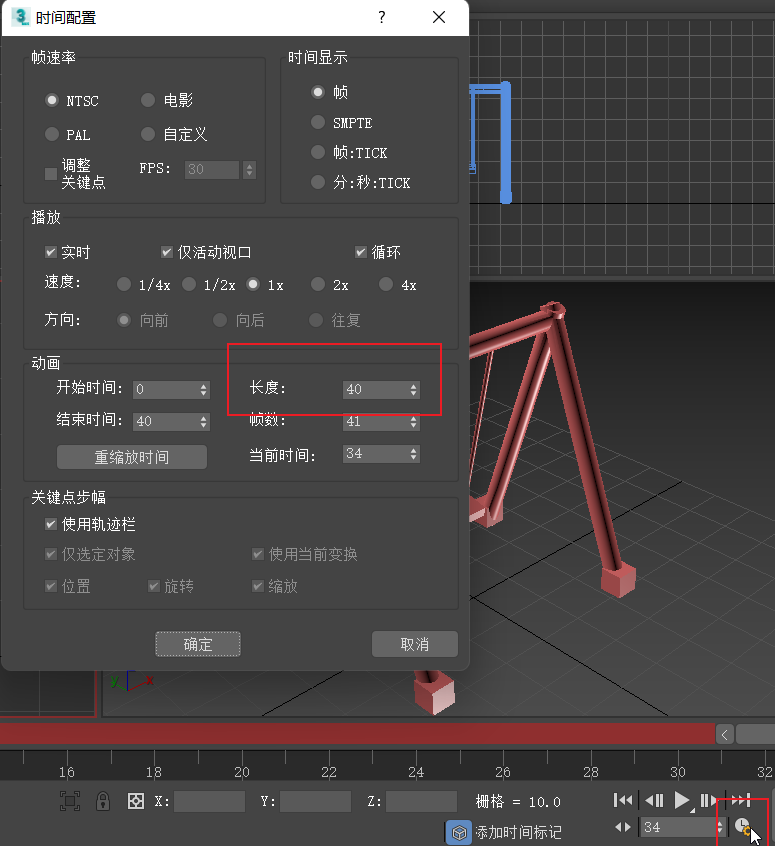 3 时间配置 ?
帧速率 时间显示
NTSC 电影 帧
SMPTE
PAL 自定义
帧:TICK
调整
关键点 FPS: 30
分:秒:TICK
播放
实时 仅活动视口 循环
速度: 1/4x 1/2x 1x 2x 4x
方向: 向前 向后 往复
动画
开始时间: 0 长度: 40
结束时间: 40 帧数: 41
重缩放时间 当前时间: 34
关键点步幅
使用轨迹栏
仅选定对象 使用当前变换
位置 旋转 缩放
确定 取消
y x
16 18 20 22 24 26 28 30 32
X: Y: Z: 栅格 = 10.0
添加时间标记 34